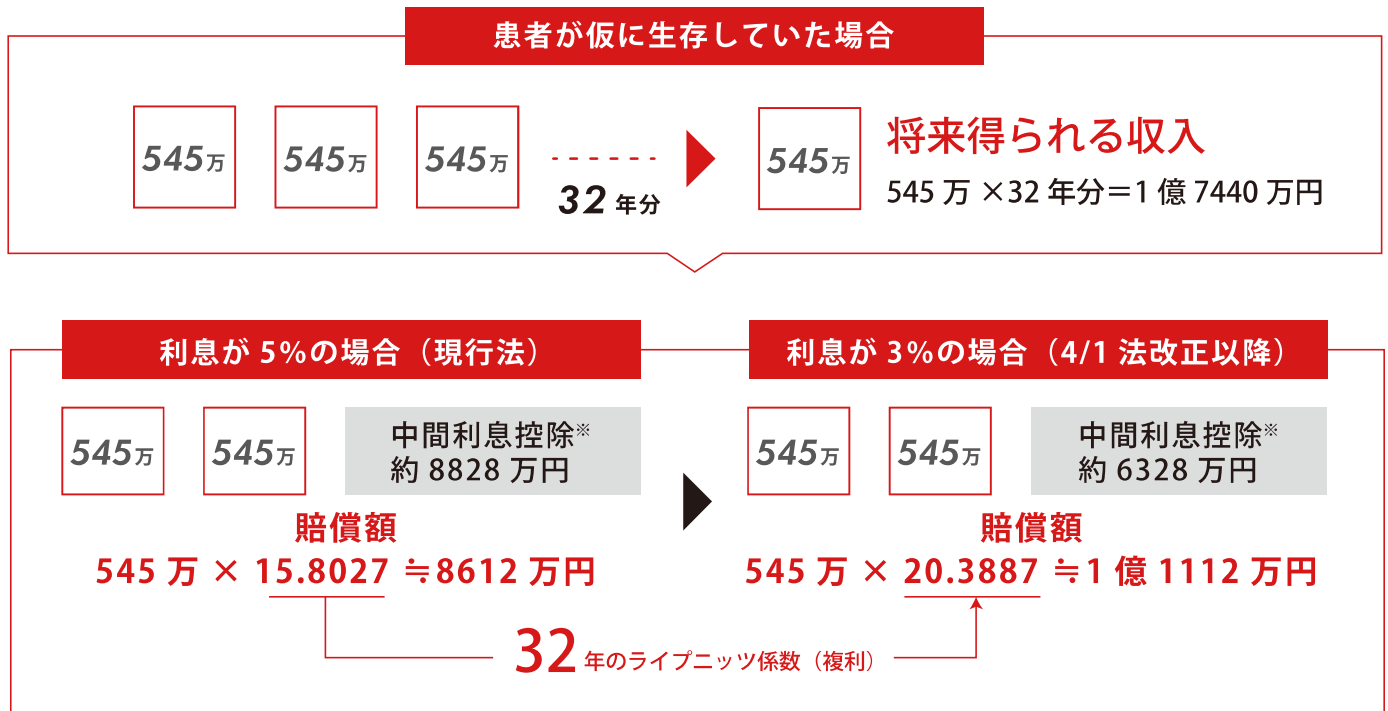 患者が仮に生存していた場合
545万 545万 545万 32年分 545万
将来得られる収入
545万×32年分＝1億7440万円
利息が5%の場合（現行法）
545万 545万
中間利息控除※
約8828万円
賠償額
545万 × 15.8027 ≒8612万円
利息が3%の場合（4/1法改正以降）
545万 545万
中間利息控除※
約6328万円
賠償額
545万 × 20.3887 ≒1億1112万円
32年のライプニッツ係数（複利）